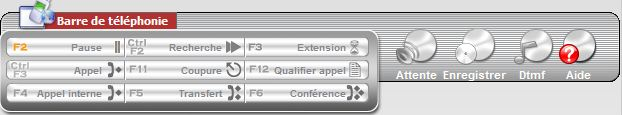 Barre de téléphonie
F2 Pause Ctrl F2 Recherche F3 Extension
Ctrl F3 Appel F11 Coupure F12 Qualifier appel
F4 Appel interne F5 Transfert F6 Conférence
Attente Enregistrer Dtmf Aide